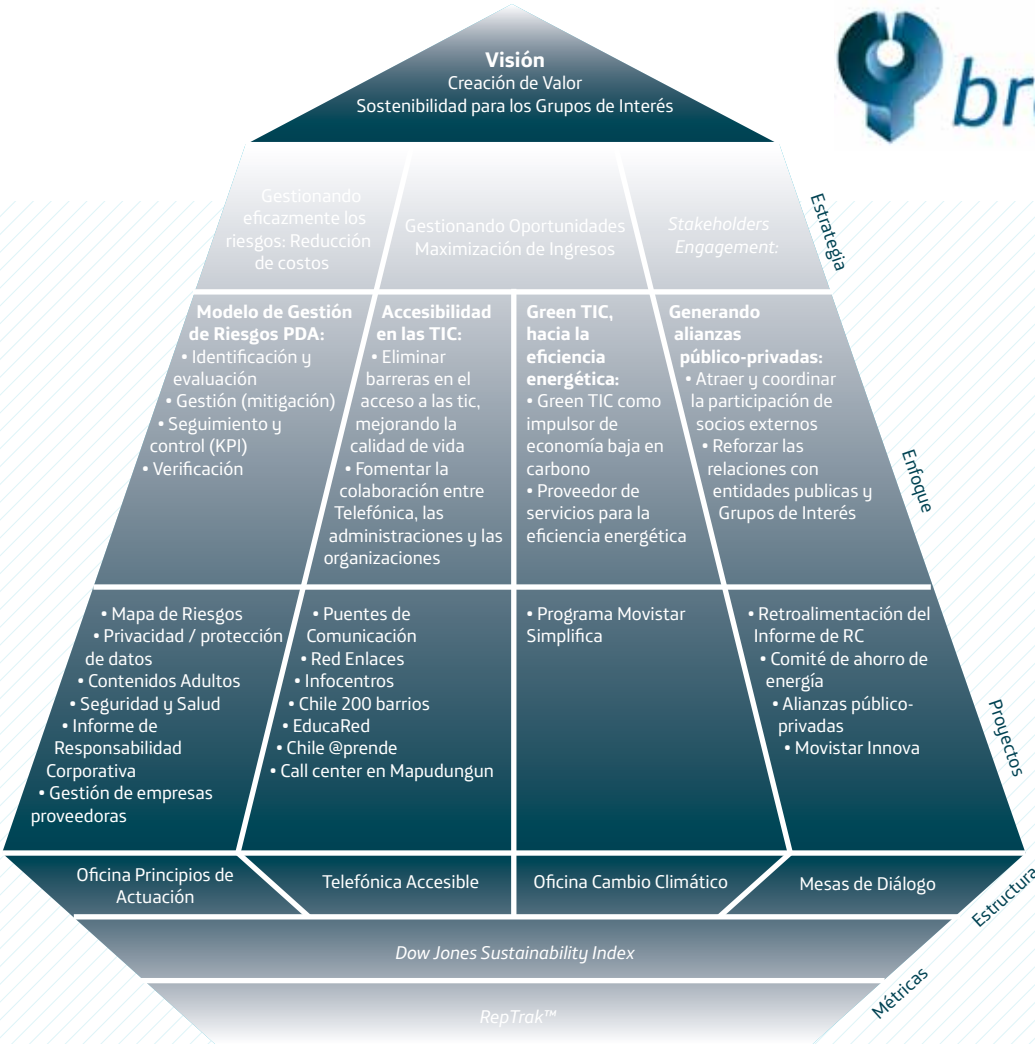 Visión
Creación de Valor
Sostenibilidad para los Grupos de Interés
Gestionando
eficazmente los
riesgos: Reducción
de costos
Gestionando Oportunidades
Maximización de Ingresos
Stakeholders
Engagement:
Estrategia
Modelo de Gestión
de Riesgos PDA:
• Identificación y
evaluación
• Gestión (mitigación)
• Seguimiento y
control (KPI)
• Verificación
Accesibilidad
en las TIC:
• Eliminar
barreras en el
acceso a las tic,
mejorando la
calidad de vida
• Fomentar la
colaboración entre
Telefónica, las
administraciones y las
organizaciones
Green TIC,
hacia la
eficiencia
energética:
• Green TIC como
impulsor de
economía baja en
carbono
• Proveedor de
servicios para la
eficiencia energética
Generando
alianzas
público-privadas:
• Atraer y coordinar
la participación de
socios externos
• Reforzar las
relaciones con
entidades publicas y
Grupos de Interés
Enfoque
• Mapa de Riesgos
• Privacidad / protección
de datos
• Contenidos Adultos
• Seguridad y Salud
• Informe de
Responsabilidad
Corporativa
• Gestión de empresas
proveedoras
• Puentes de
Comunicación
• Red Enlaces
• Infocentros
• Chile 200 barrios
• EducaRed
• Chile @prende
• Call center en Mapudungun
• Programa Movistar
Simplifica
• Retroalimentación del
Informe de RC
• Comité de ahorro de
energía
• Alianzas público-
privadas
• Movistar Innova
Proyectos
Oficina Principios de
Actuación
Telefónica Accesible
Oficina Cambio Climático
Mesas de Diálogo
Estructura
Dow Jones Sustainability Index
RepTrak™
Métricas